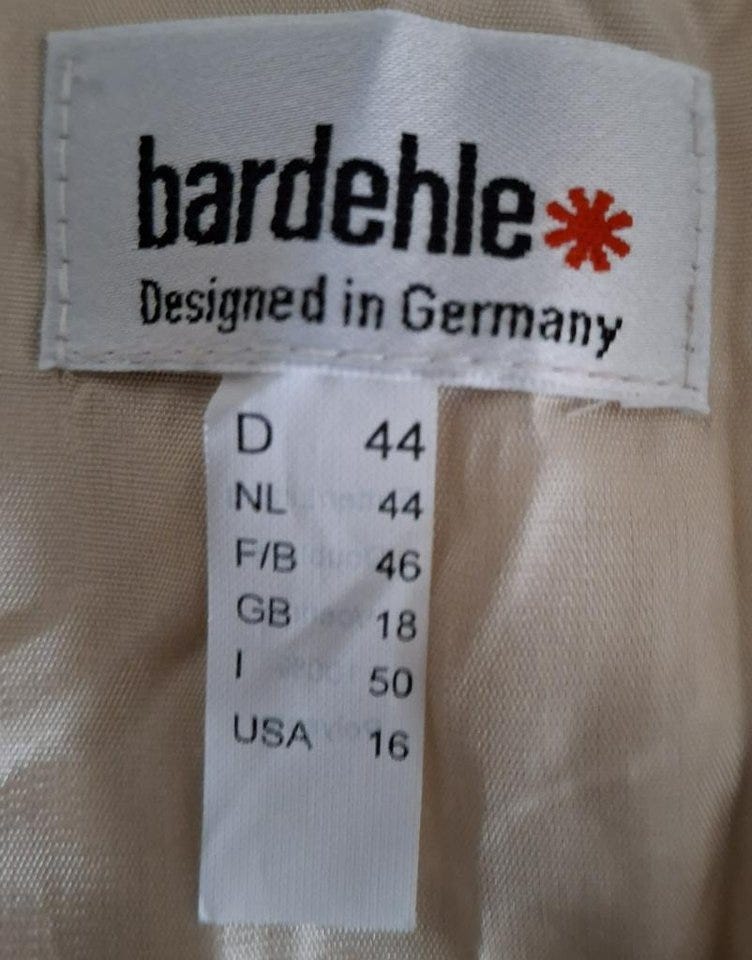 bardehle
Designed in Germany
D 44
NL 44
F/B 46
GB 18
I 50
USA 16